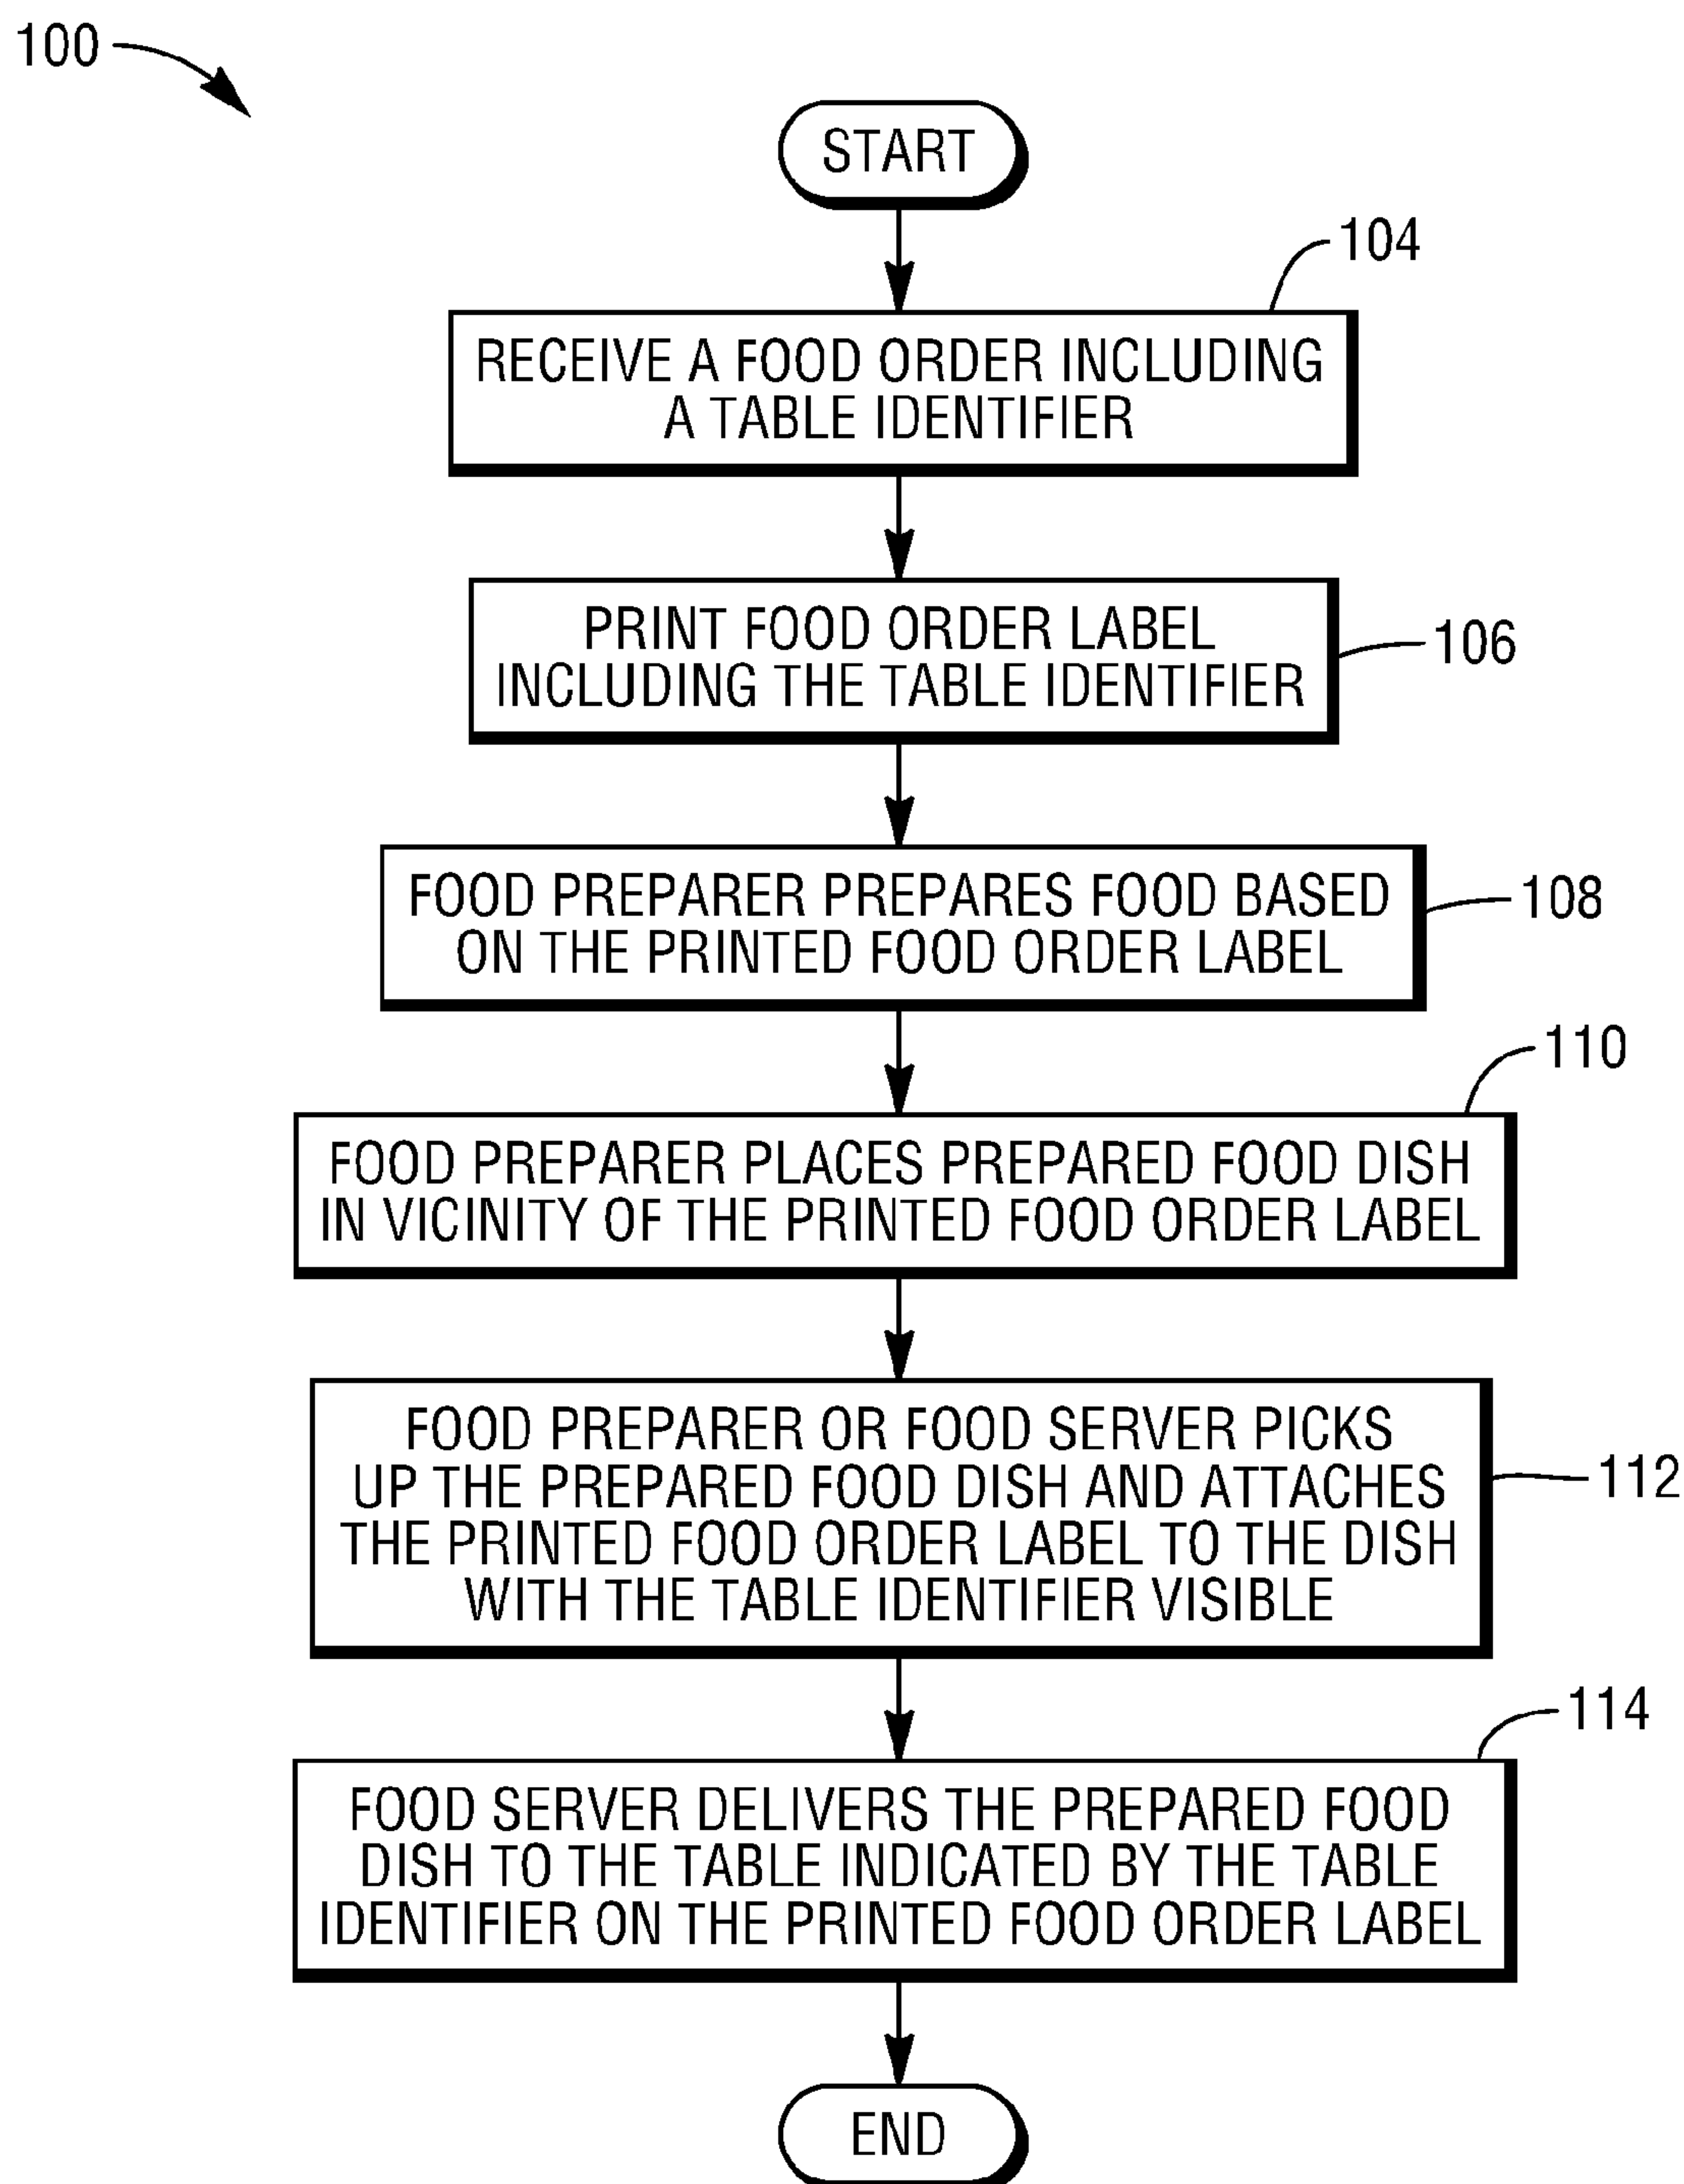 100
START
104
RECEIVE A FOOD ORDER INCLUDING
A TABLE IDENTIFIER
PRINT FOOD ORDER LABEL
INCLUDING THE TABLE IDENTIFIER
106
FOOD PREPARER PREPARES FOOD BASED
ON THE PRINTED FOOD ORDER LABEL
108
110
FOOD PREPARER PLACES PREPARED FOOD DISH
IN VICINITY OF THE PRINTED FOOD ORDER LABEL
FOOD PREPARER OR FOOD SERVER PICKS
UP THE PREPARED FOOD DISH AND ATTACHES
THE PRINTED FOOD ORDER LABEL TO THE DISH
WITH THE TABLE IDENTIFIER VISIBLE
112
114
FOOD SERVER DELIVERS THE PREPARED FOOD
DISH TO THE TABLE INDICATED BY THE TABLE
IDENTIFIER ON THE PRINTED FOOD ORDER LABEL
END